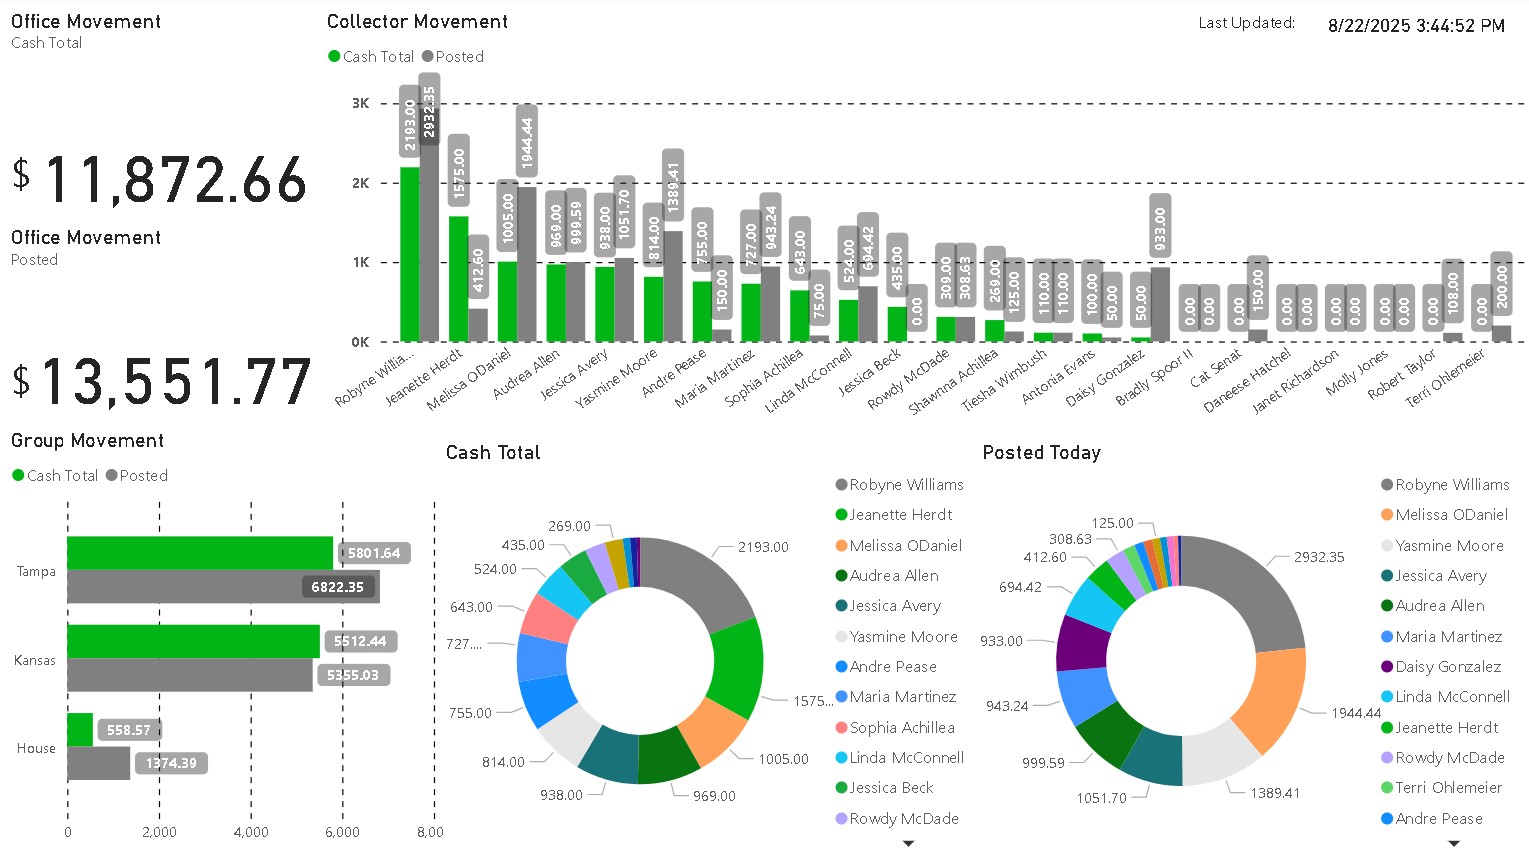 Office Movement
Cash Total
$ 11,872.66
Office Movement
Posted
$ 13,551.77
Collector Movement
Last Updated: 8/22/2025 3:44:52 PM
Cash Total Posted
3K
2K
1K
0K
2193.00 2932.35
1575.00 412.60
1005.00 1944.44
969.00 999.59
938.00 1051.70
814.00 1389.41
755.00 150.00
727.00 943.24
643.00 75.00
524.00 694.42
435.00 0.00
309.00 308.63
269.00 125.00
110.00 110.00
100.00 50.00
50.00 933.00
0.00 0.00
0.00 150.00
0.00 0.00
0.00 0.00
0.00 0.00
0.00 108.00
0.00 200.00
Robyne Willia...
Jeanette Herdt
Melissa ODaniel
Audrea Allen
Jessica Avery
Yasmine Moore
Andre Pease
Maria Martinez
Sophia Achillea
Linda McConnell
Jessica Beck
Rowdy McDade
Shawnna Achillea
Tiesha Wimbush
Antonia Evans
Daisy Gonzalez
Bradly Spoor II
Cat Senat
Daneese Hatchel
Janet Richardson
Molly Jones
Robert Taylor
Terri Ohlemeier
Group Movement
Cash Total Posted
Tampa
5801.64
6822.35
Kansas
5512.44
5355.03
House
558.57
1374.39
0 2,000 4,000 6,000 8,00
Cash Total
269.00
435.00
524.00
643.00
727....
755.00
814.00
938.00
969.00
1005.00
1575...
2193.00
Robyne Williams
Jeanette Herdt
Melissa ODaniel
Audrea Allen
Jessica Avery
Yasmine Moore
Andre Pease
Maria Martinez
Sophia Achillea
Linda McConnell
Jessica Beck
Rowdy McDade
Posted Today
125.00
308.63
412.60
694.42
933.00
943.24
999.59
1051.70
1389.41
1944.44
2932.35
Robyne Williams
Melissa ODaniel
Yasmine Moore
Jessica Avery
Audrea Allen
Maria Martinez
Daisy Gonzalez
Linda McConnell
Jeanette Herdt
Rowdy McDade
Terri Ohlemeier
Andre Pease